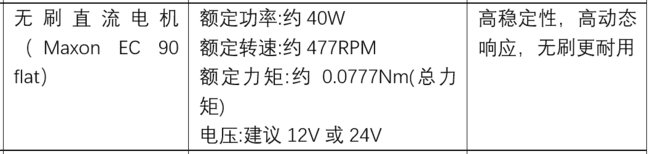 无刷直流电机
（Maxon EC 90
flat）
额定功率:约 40W
额定转速:约 477RPM
额定力矩:约 0.0777Nm(总力
矩)
电压:建议 12V 或 24V
高稳定性，高动态
响应，无刷更耐用